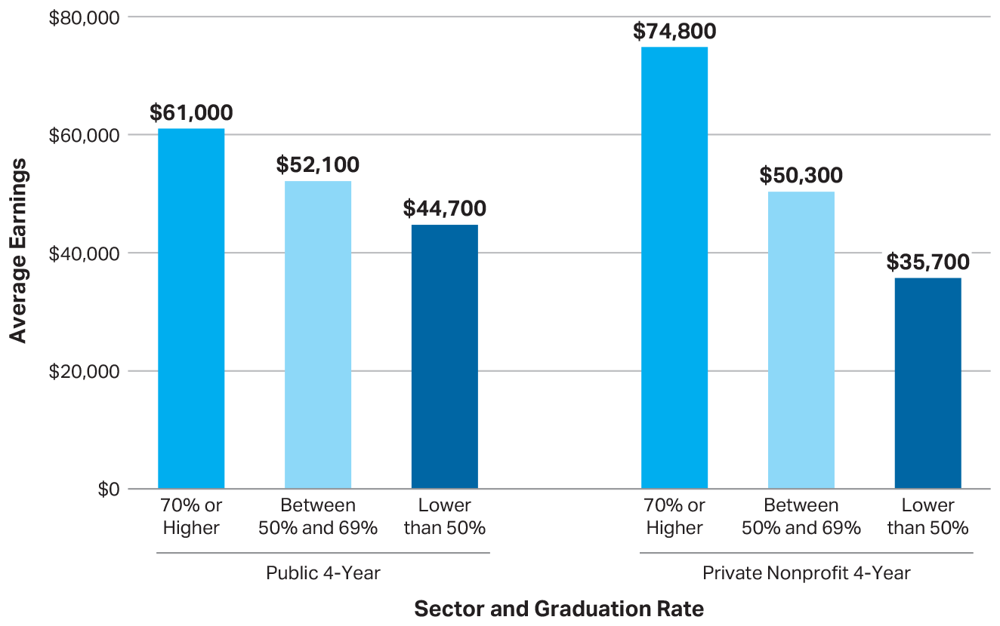 Average Earnings
$80,000
$60,000
$40,000
$20,000
$0
$61,000
$52,100
$44,700
$74,800
$50,300
$35,700
70% or
Higher
Between
50% and 69%
Lower
than 50%
70% or
Higher
Between
50% and 69%
Lower
than 50%
Public 4-Year
Private Nonprofit 4-Year
Sector and Graduation Rate